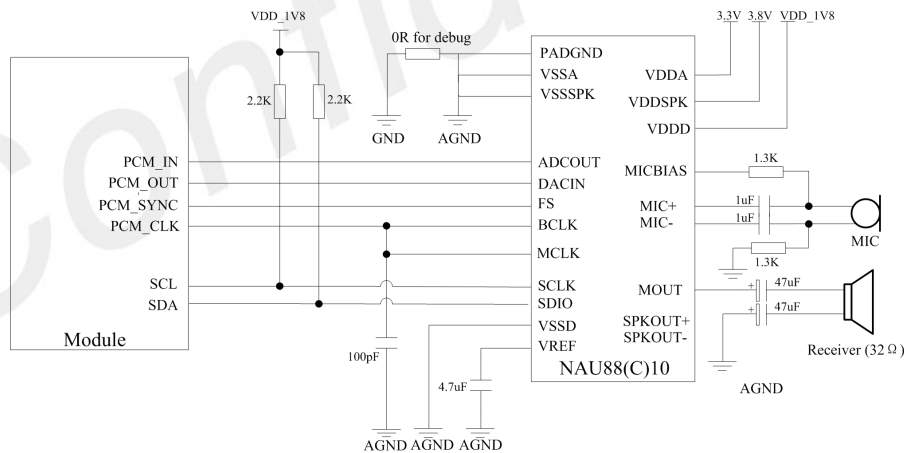 VDD_1V8
3.3V 3.8V VDD_1V8
0R for debug
PADGND
VSSA
VSSSPK
VDDA
VDDSPK
VDDD
2.2K
2.2K
GND
AGND
PCM_IN
PCM_OUT
PCM_SYNC
PCM_CLK
SCL
SDA
Module
ADCOUT
DACIN
FS
BCLK
MCLK
SCLK
SDIO
VSSD
VREF
MICBIAS
MIC+
MIC-
MOUT
SPKOUT+
SPKOUT-
NAU88(C)10
1.3K
1uF
1uF
MIC
1.3K
+ 47uF
+ 47uF
Receiver (32Ω)
AGND
100pF
4.7uF
AGND AGND AGND
Confid